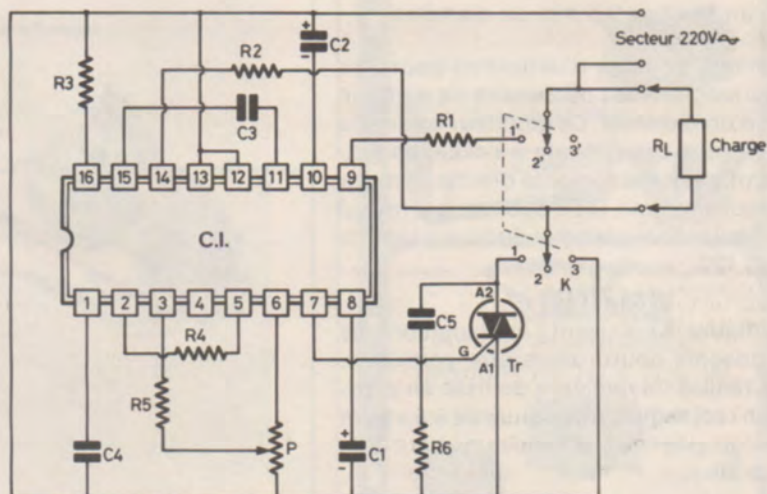 C2
Secteur 220V~
R3
R2
C3
R1
1' 2' 3'
RL
Charge
16 15 14 13 12 11 10 9
C.I.
1 2 3 4 5 6 7 8
1 2 3
K
A2
C5
R4
G
A1
Tr
R5
P
C4
C1
R6
+
-
+
-